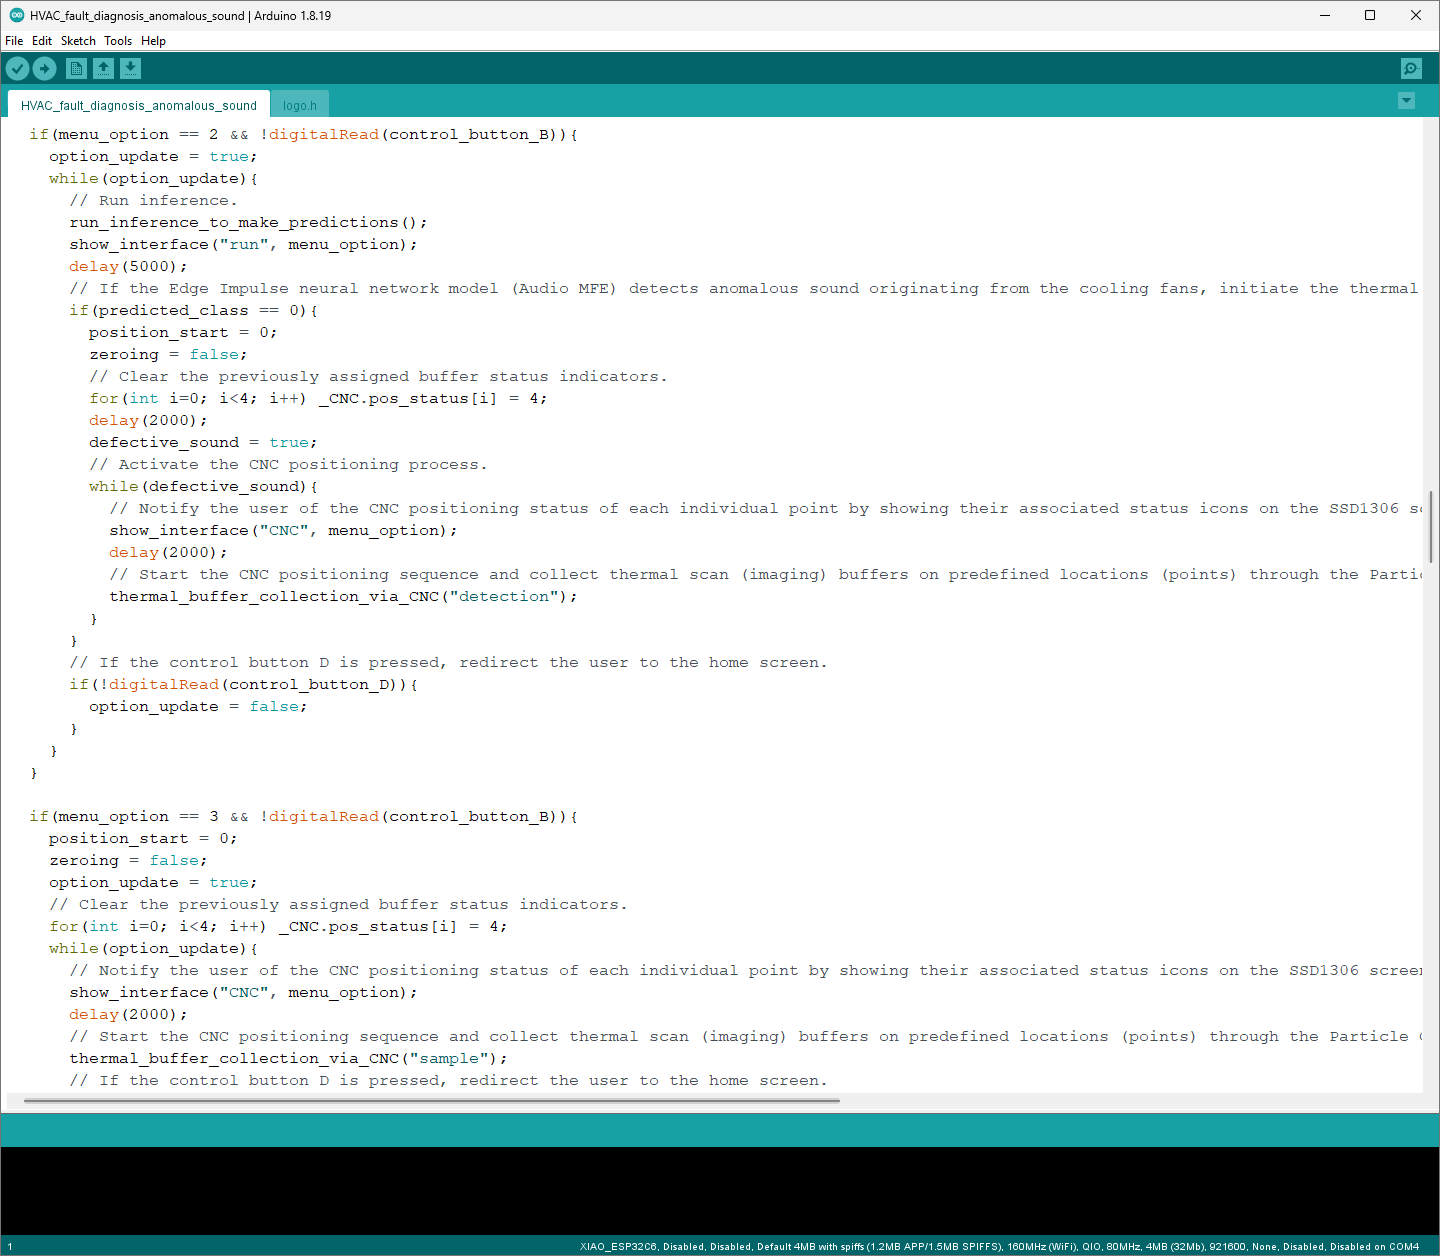 HVAC_fault_diagnosis_anomalous_sound | Arduino 1.8.19
File Edit Sketch Tools Help
HVAC_fault_diagnosis_anomalous_sound logo.h
if(menu_option == 2 && !digitalRead(control_button_B)){
option_update = true;
while(option_update){
// Run inference.
run_inference_to_make_predictions();
show_interface("run", menu_option);
delay(5000);
// If the Edge Impulse neural network model (Audio MFE) detects anomalous sound originating from the cooling fans, initiate the thermal
if(predicted_class == 0){
position_start = 0;
zeroing = false;
// Clear the previously assigned buffer status indicators.
for(int i=0; i<4; i++) _CNC.pos_status[i] = 4;
delay(2000);
defective_sound = true;
// Activate the CNC positioning process.
while(defective_sound){
// Notify the user of the CNC positioning status of each individual point by showing their associated status icons on the SSD1306 sc
show_interface("CNC", menu_option);
delay(2000);
// Start the CNC positioning sequence and collect thermal scan (imaging) buffers on predefined locations (points) through the Partic
thermal_buffer_collection_via_CNC("detection");
}
}
// If the control button D is pressed, redirect the user to the home screen.
if(!digitalRead(control_button_D)){
option_update = false;
}
}
}
if(menu_option == 3 && !digitalRead(control_button_B)){
position_start = 0;
zeroing = false;
option_update = true;
// Clear the previously assigned buffer status indicators.
for(int i=0; i<4; i++) _CNC.pos_status[i] = 4;
while(option_update){
// Notify the user of the CNC positioning status of each individual point by showing their associated status icons on the SSD1306 screen
show_interface("CNC", menu_option);
delay(2000);
// Start the CNC positioning sequence and collect thermal scan (imaging) buffers on predefined locations (points) through the Particle
thermal_buffer_collection_via_CNC("sample");
// If the control button D is pressed, redirect the user to the home screen.
1 XIAO_ESP32C6, Disabled, Disabled, Default 4MB with spiffs (1.2MB APP/1.5MB SPIFFS), 160MHz (WiFi), QIO, 80MHz, 4MB (32Mb), 921600, None, Disabled, Disabled on COM4